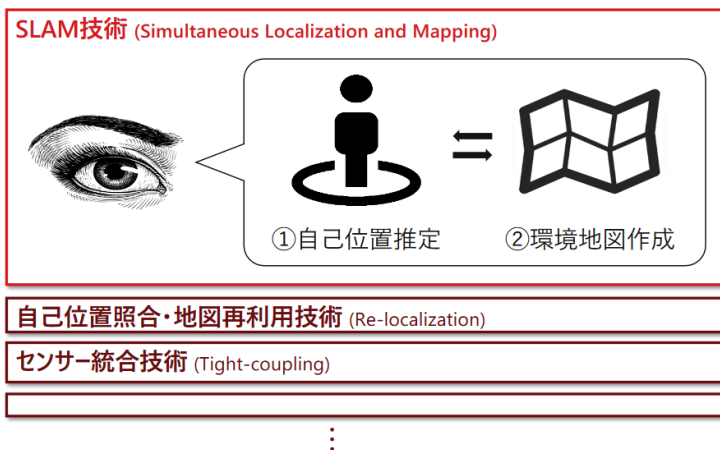 SLAM技術 (Simultaneous Localization and Mapping)
①自己位置推定
②環境地図作成
自己位置照合・地図再利用技術 (Re-localization)
センサー統合技術 (Tight-coupling)